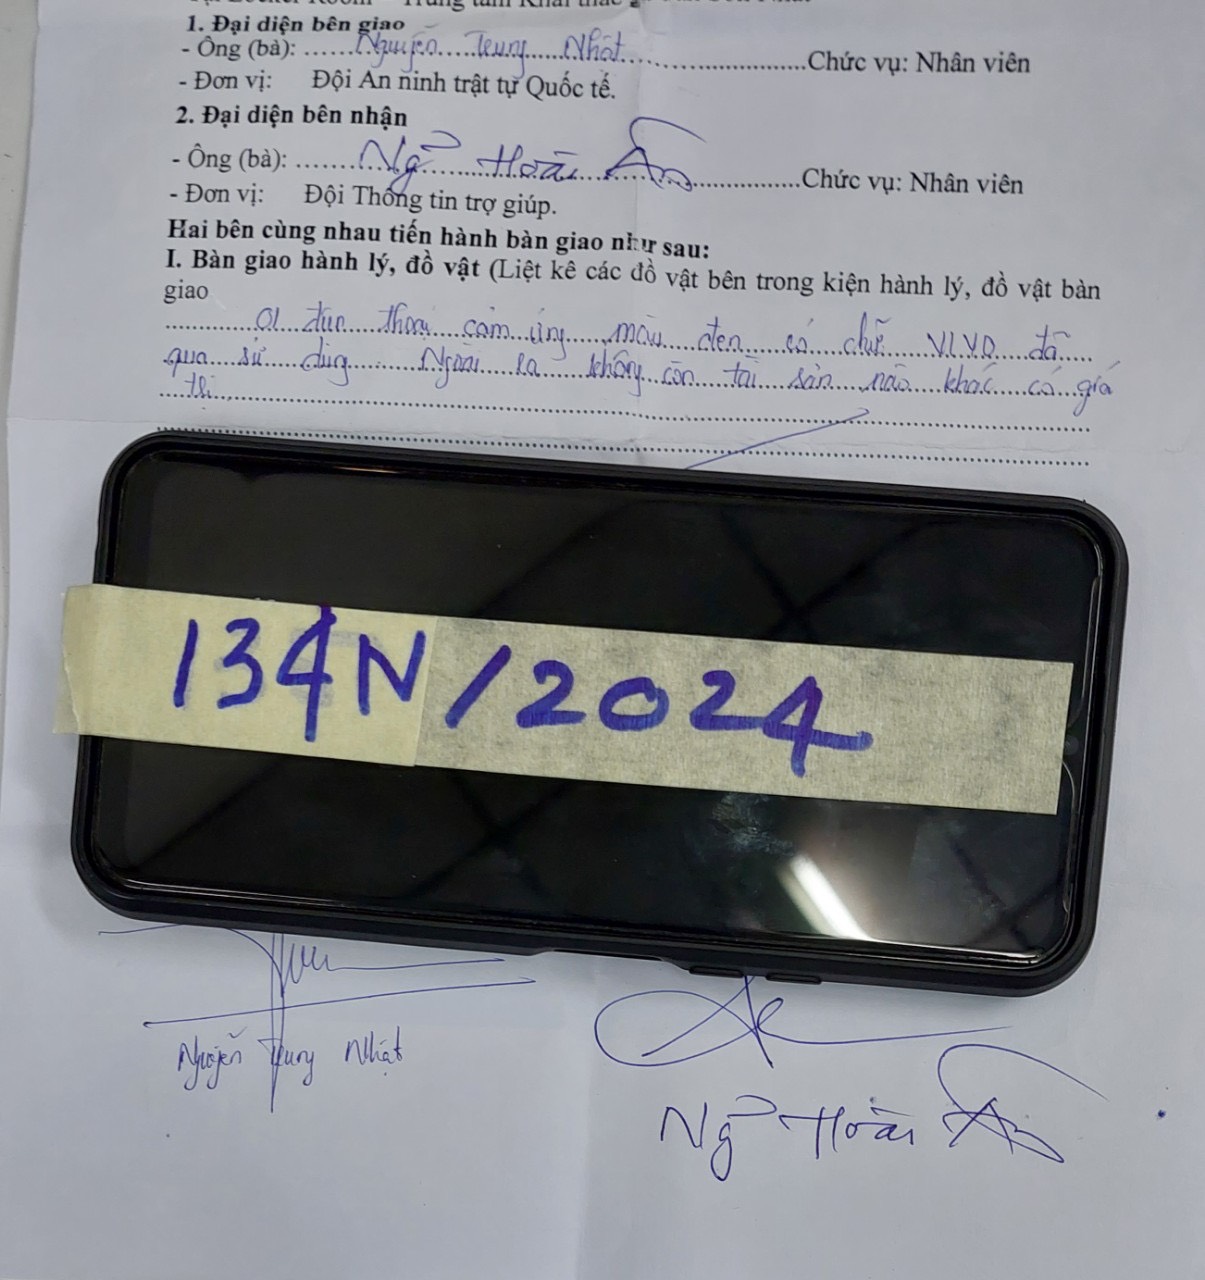 1. Đại diện bên giao
- Ông (bà): ......Nguyễn Trung Nhật..................Chức vụ: Nhân viên
- Đơn vị: Đội An ninh trật tự Quốc tế.
2. Đại diện bên nhận
- Ông (bà): ......Ngô Hoài Ân..................Chức vụ: Nhân viên
- Đơn vị: Đội Thông tin trợ giúp.
Hai bên cùng nhau tiến hành bàn giao như sau:
I. Bàn giao hành lý, đồ vật (Liệt kê các đồ vật bên trong kiện hành lý, đồ vật bàn
giao
01 điện thoại cảm ứng màu đen có chữ VIVO đã
qua sử dụng. Ngoài ra không còn tài sản nào khác có giá
trị.
134N/2024
Nguyễn Trung Nhật
Ngô Hoài Ân